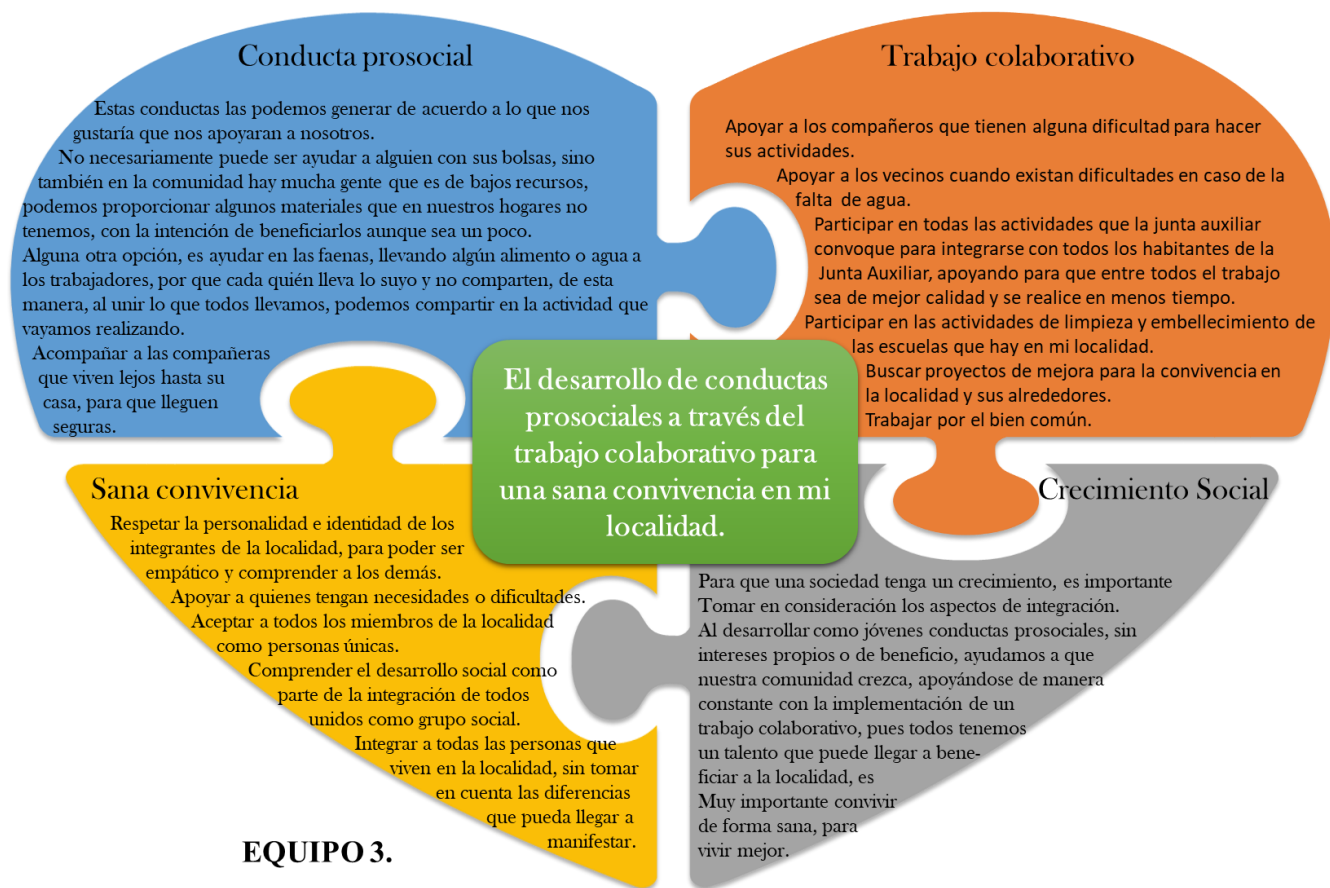 Conducta prosocial
Estas conductas las podemos generar de acuerdo a lo que nos
gustaría que nos apoyaran a nosotros.
No necesariamente puede ser ayudar a alguien con sus bolsas, sino
también en la comunidad hay mucha gente que es de bajos recursos,
podemos proporcionar algunos materiales que en nuestros hogares no
tenemos, con la intención de beneficiarlos aunque sea un poco.
Alguna otra opción, es ayudar en las faenas, llevando algún alimento o agua a
los trabajadores, por que cada quién lleva lo suyo y no comparten, de esta
manera, al unir lo que todos llevamos, podemos compartir en la actividad que
vayamos realizando.
Acompañar a las compañeras
que viven lejos hasta su
casa, para que lleguen
seguras.
Trabajo colaborativo
Apoyar a los compañeros que tienen alguna dificultad para hacer
sus actividades.
Apoyar a los vecinos cuando existan dificultades en caso de la
falta de agua.
Participar en todas las actividades que la junta auxiliar
convoque para integrarse con todos los habitantes de la
Junta Auxiliar, apoyando para que entre todos el trabajo
sea de mejor calidad y se realice en menos tiempo.
Participar en las actividades de limpieza y embellecimiento de
las escuelas que hay en mi localidad.
Buscar proyectos de mejora para la convivencia en
la localidad y sus alrededores.
Trabajar por el bien común.
El desarrollo de conductas
prosociales a través del
trabajo colaborativo para
una sana convivencia en mi
localidad.
Sana convivencia
Respetar la personalidad e identidad de los
integrantes de la localidad, para poder ser
empático y comprender a los demás.
Apoyar a quienes tengan necesidades o dificultades.
Aceptar a todos los miembros de la localidad
como personas únicas.
Comprender el desarrollo social como
parte de la integración de todos
unidos como grupo social.
Integrar a todas las personas que
viven en la localidad, sin tomar
en cuenta las diferencias
que pueda llegar a
manifestar.
Crecimiento Social
Para que una sociedad tenga un crecimiento, es importante
Tomar en consideración los aspectos de integración.
Al desarrollar como jóvenes conductas prosociales, sin
intereses propios o de beneficio, ayudamos a que
nuestra comunidad crezca, apoyándose de manera
constante con la implementación de un
trabajo colaborativo, pues todos tenemos
un talento que puede llegar a bene-
ficiar a la localidad, es
Muy importante convivir
de forma sana, para
vivir mejor.
EQUIPO 3.